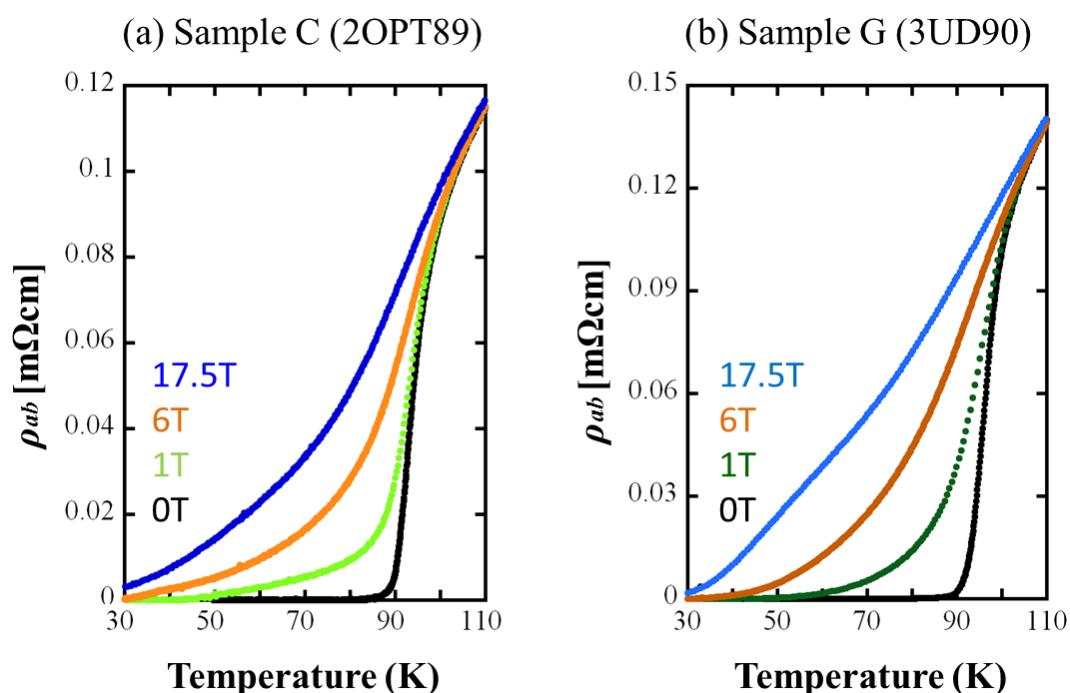 (a) Sample C (2OPT89)
0.12
0.1
0.08
0.06
0.04
0.02
0
ρab [mΩcm]
17.5T
6T
1T
0T
30
50
70
90
110
Temperature (K)
(b) Sample G (3UD90)
0.15
0.12
0.09
0.06
0.03
0
ρab [mΩcm]
17.5T
6T
1T
0T
30
50
70
90
110
Temperature (K)